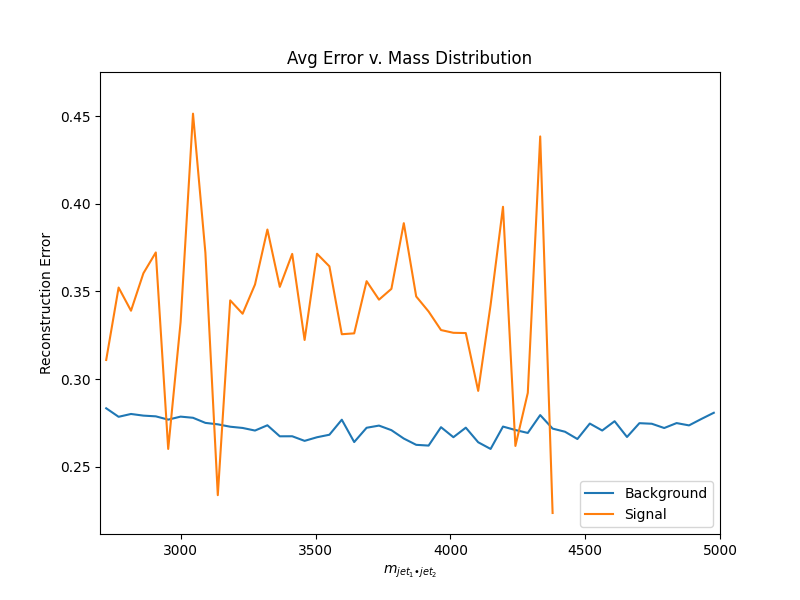 Avg Error v. Mass Distribution
Reconstruction Error
0.45
0.40
0.35
0.30
0.25
Background
Signal
3000 3500 4000 4500 5000
m_{jet_1•jet_2}